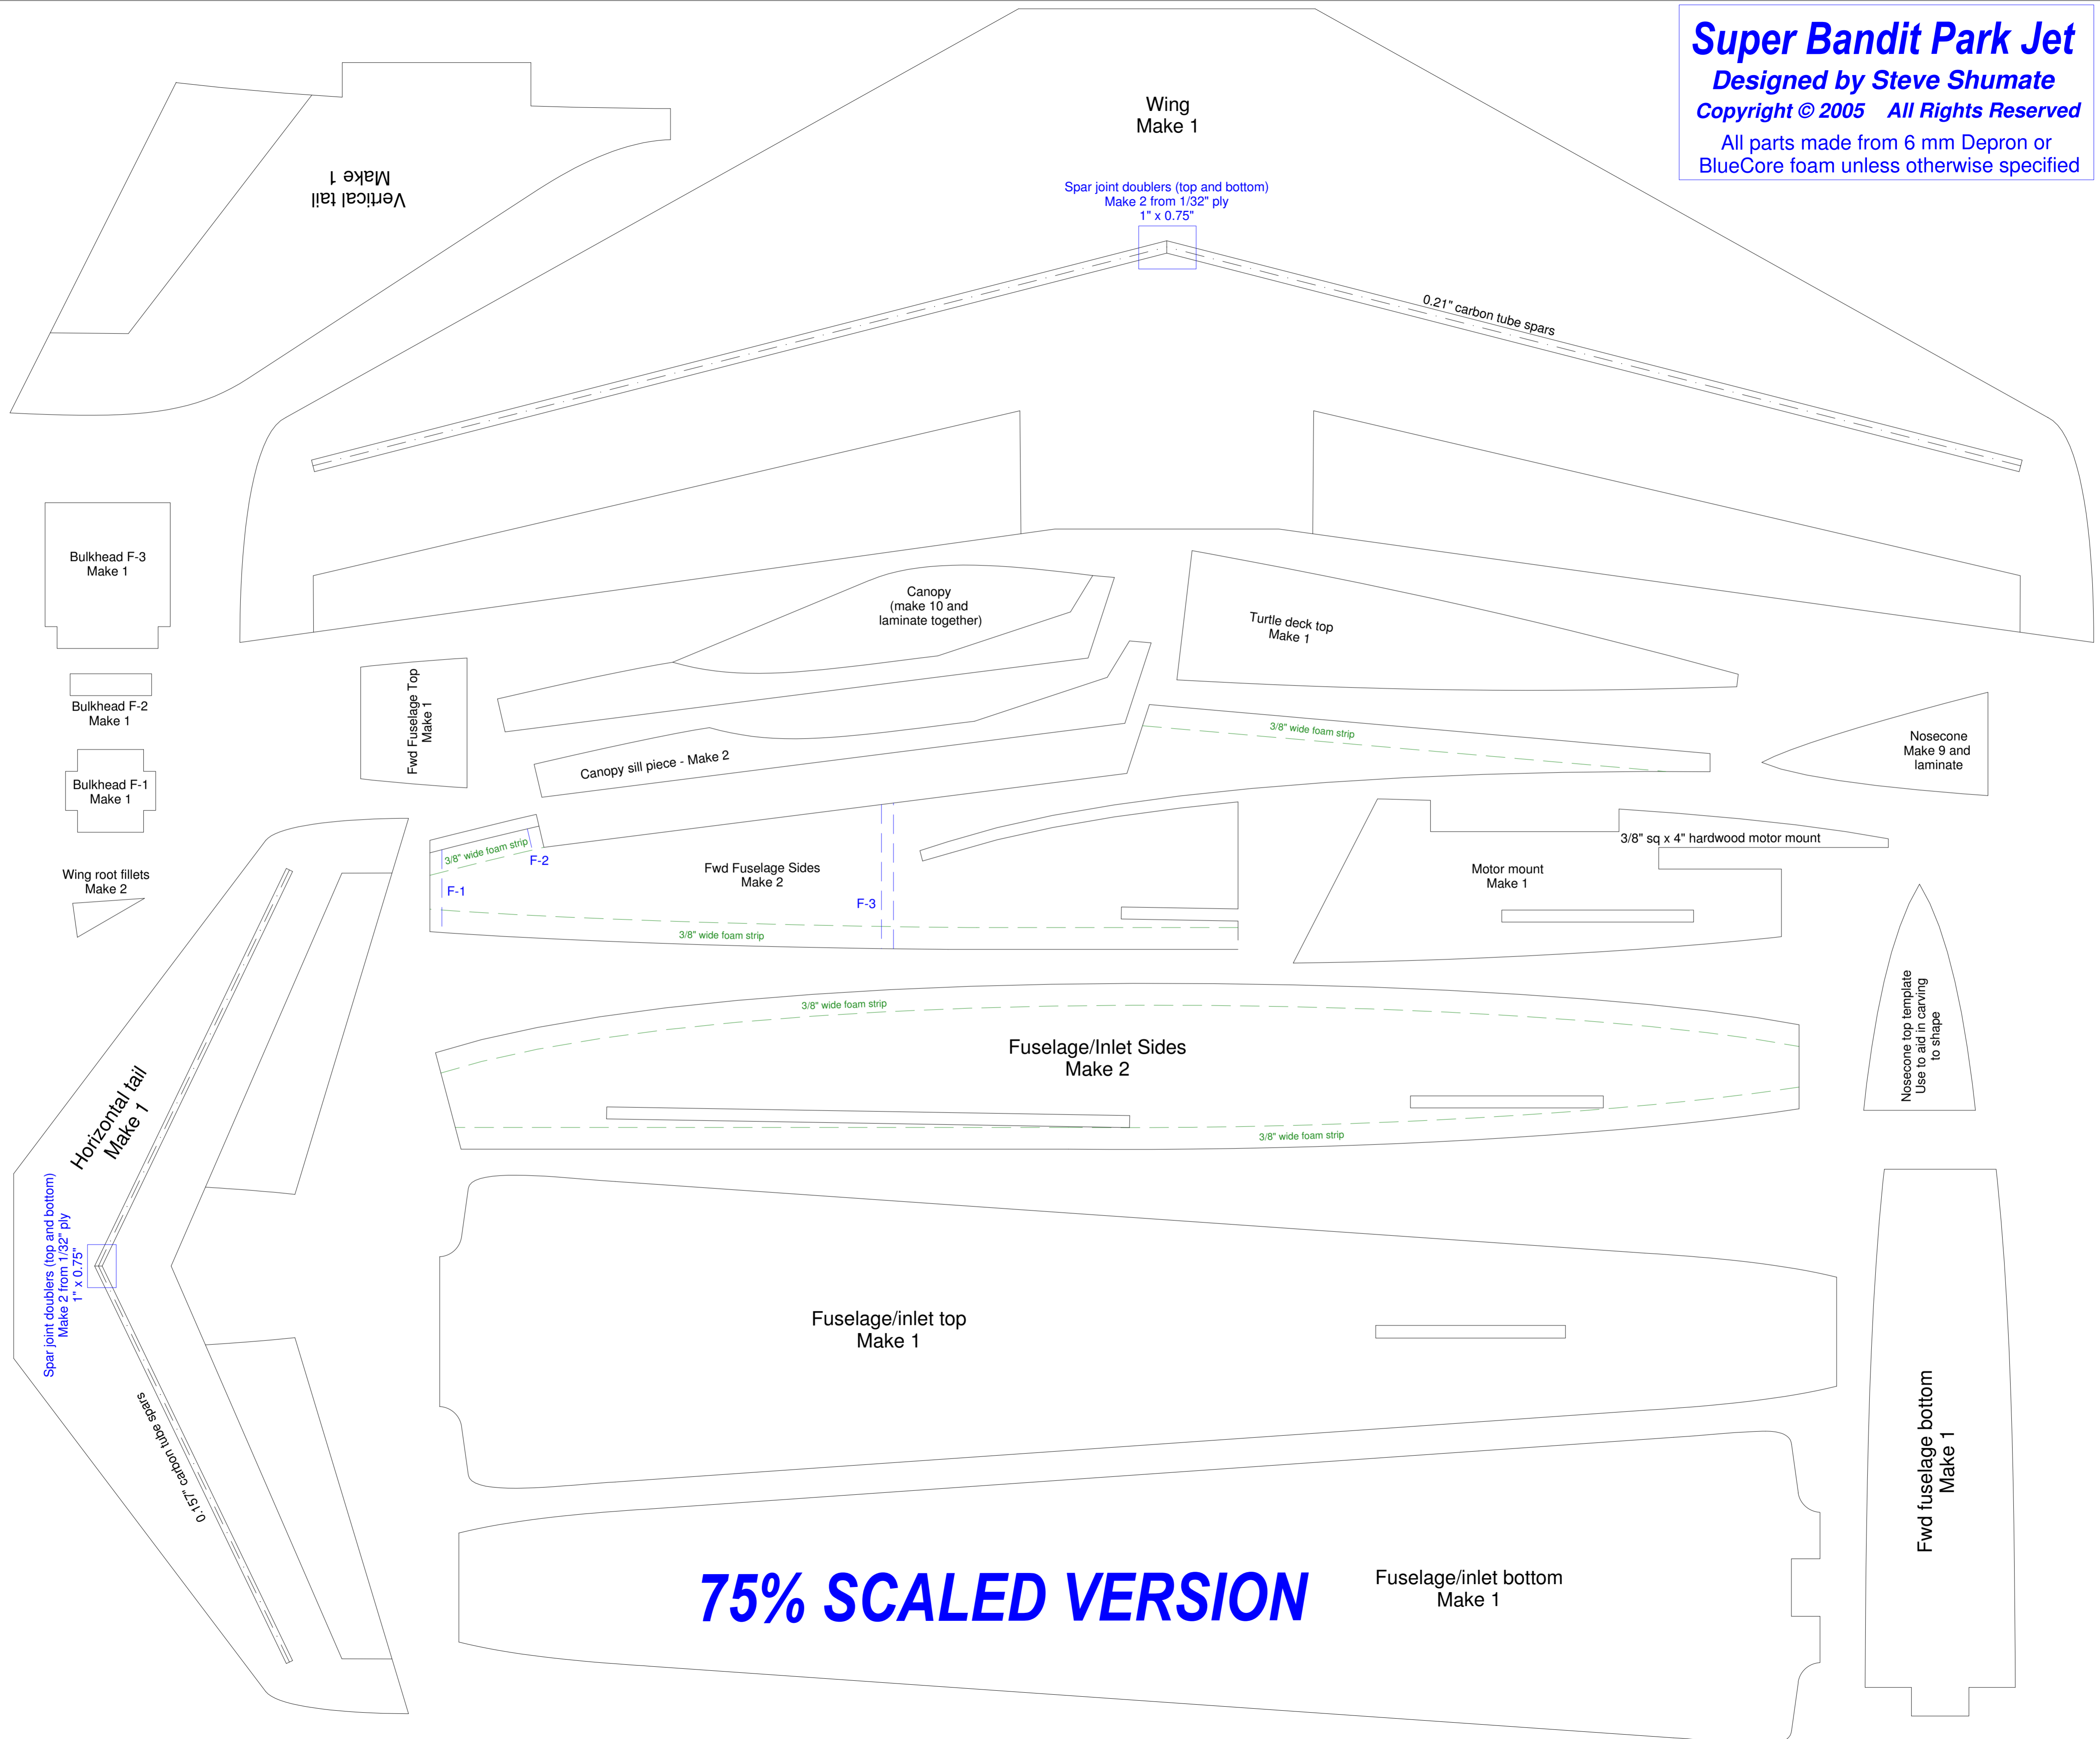 Super Bandit Park Jet
Designed by Steve Shumate
Copyright © 2005 All Rights Reserved
All parts made from 6 mm Depron or
BlueCore foam unless otherwise specified
Wing
Make 1
Vertical tail
Make 1
Spar joint doublers (top and bottom)
Make 2 from 1/32" ply
1" x 0.75"
0.21" carbon tube spars
Bulkhead F-3
Make 1
Canopy
(make 10 and
laminate together)
Turtle deck top
Make 1
Bulkhead F-2
Make 1
Fwd Fuselage Top
Make 1
Canopy sill piece - Make 2
3/8" wide foam strip
Nosecone
Make 9 and
laminate
Bulkhead F-1
Make 1
3/8" wide foam strip
F-2
F-1
Fwd Fuselage Sides
Make 2
F-3
3/8" wide foam strip
3/8" sq x 4" hardwood motor mount
Motor mount
Make 1
Wing root fillets
Make 2
Nosecone top template
Use to aid in carving
to shape
3/8" wide foam strip
Fuselage/Inlet Sides
Make 2
3/8" wide foam strip
Horizontal tail
Make 1
Spar joint doublers (top and bottom)
Make 2 from 1/32" ply
1" x 0.75"
0.157" carbon tube spars
Fuselage/inlet top
Make 1
Fwd fuselage bottom
Make 1
75% SCALED VERSION
Fuselage/inlet bottom
Make 1